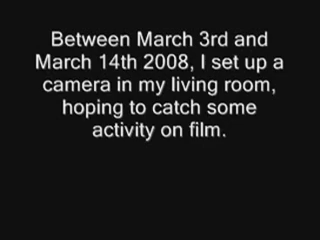 Between March 3rd and
March 14th 2008, I set up a
camera in my living room,
hoping to catch some
activity on film.